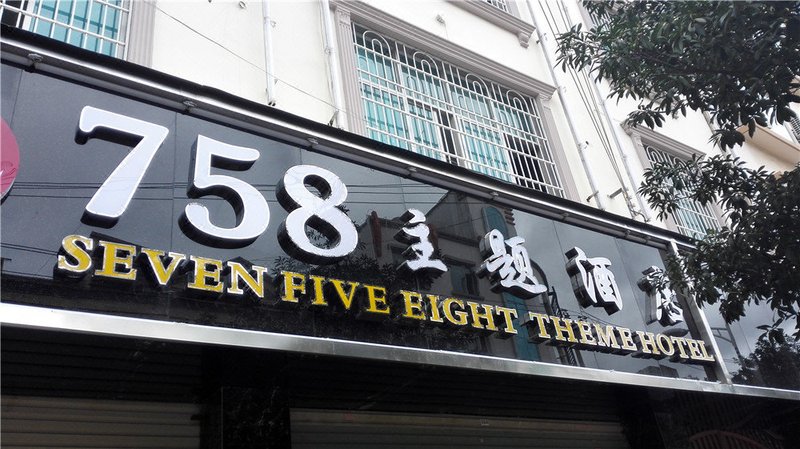 758主题酒店
SEVEN FIVE EIGHT THEME HOTEL